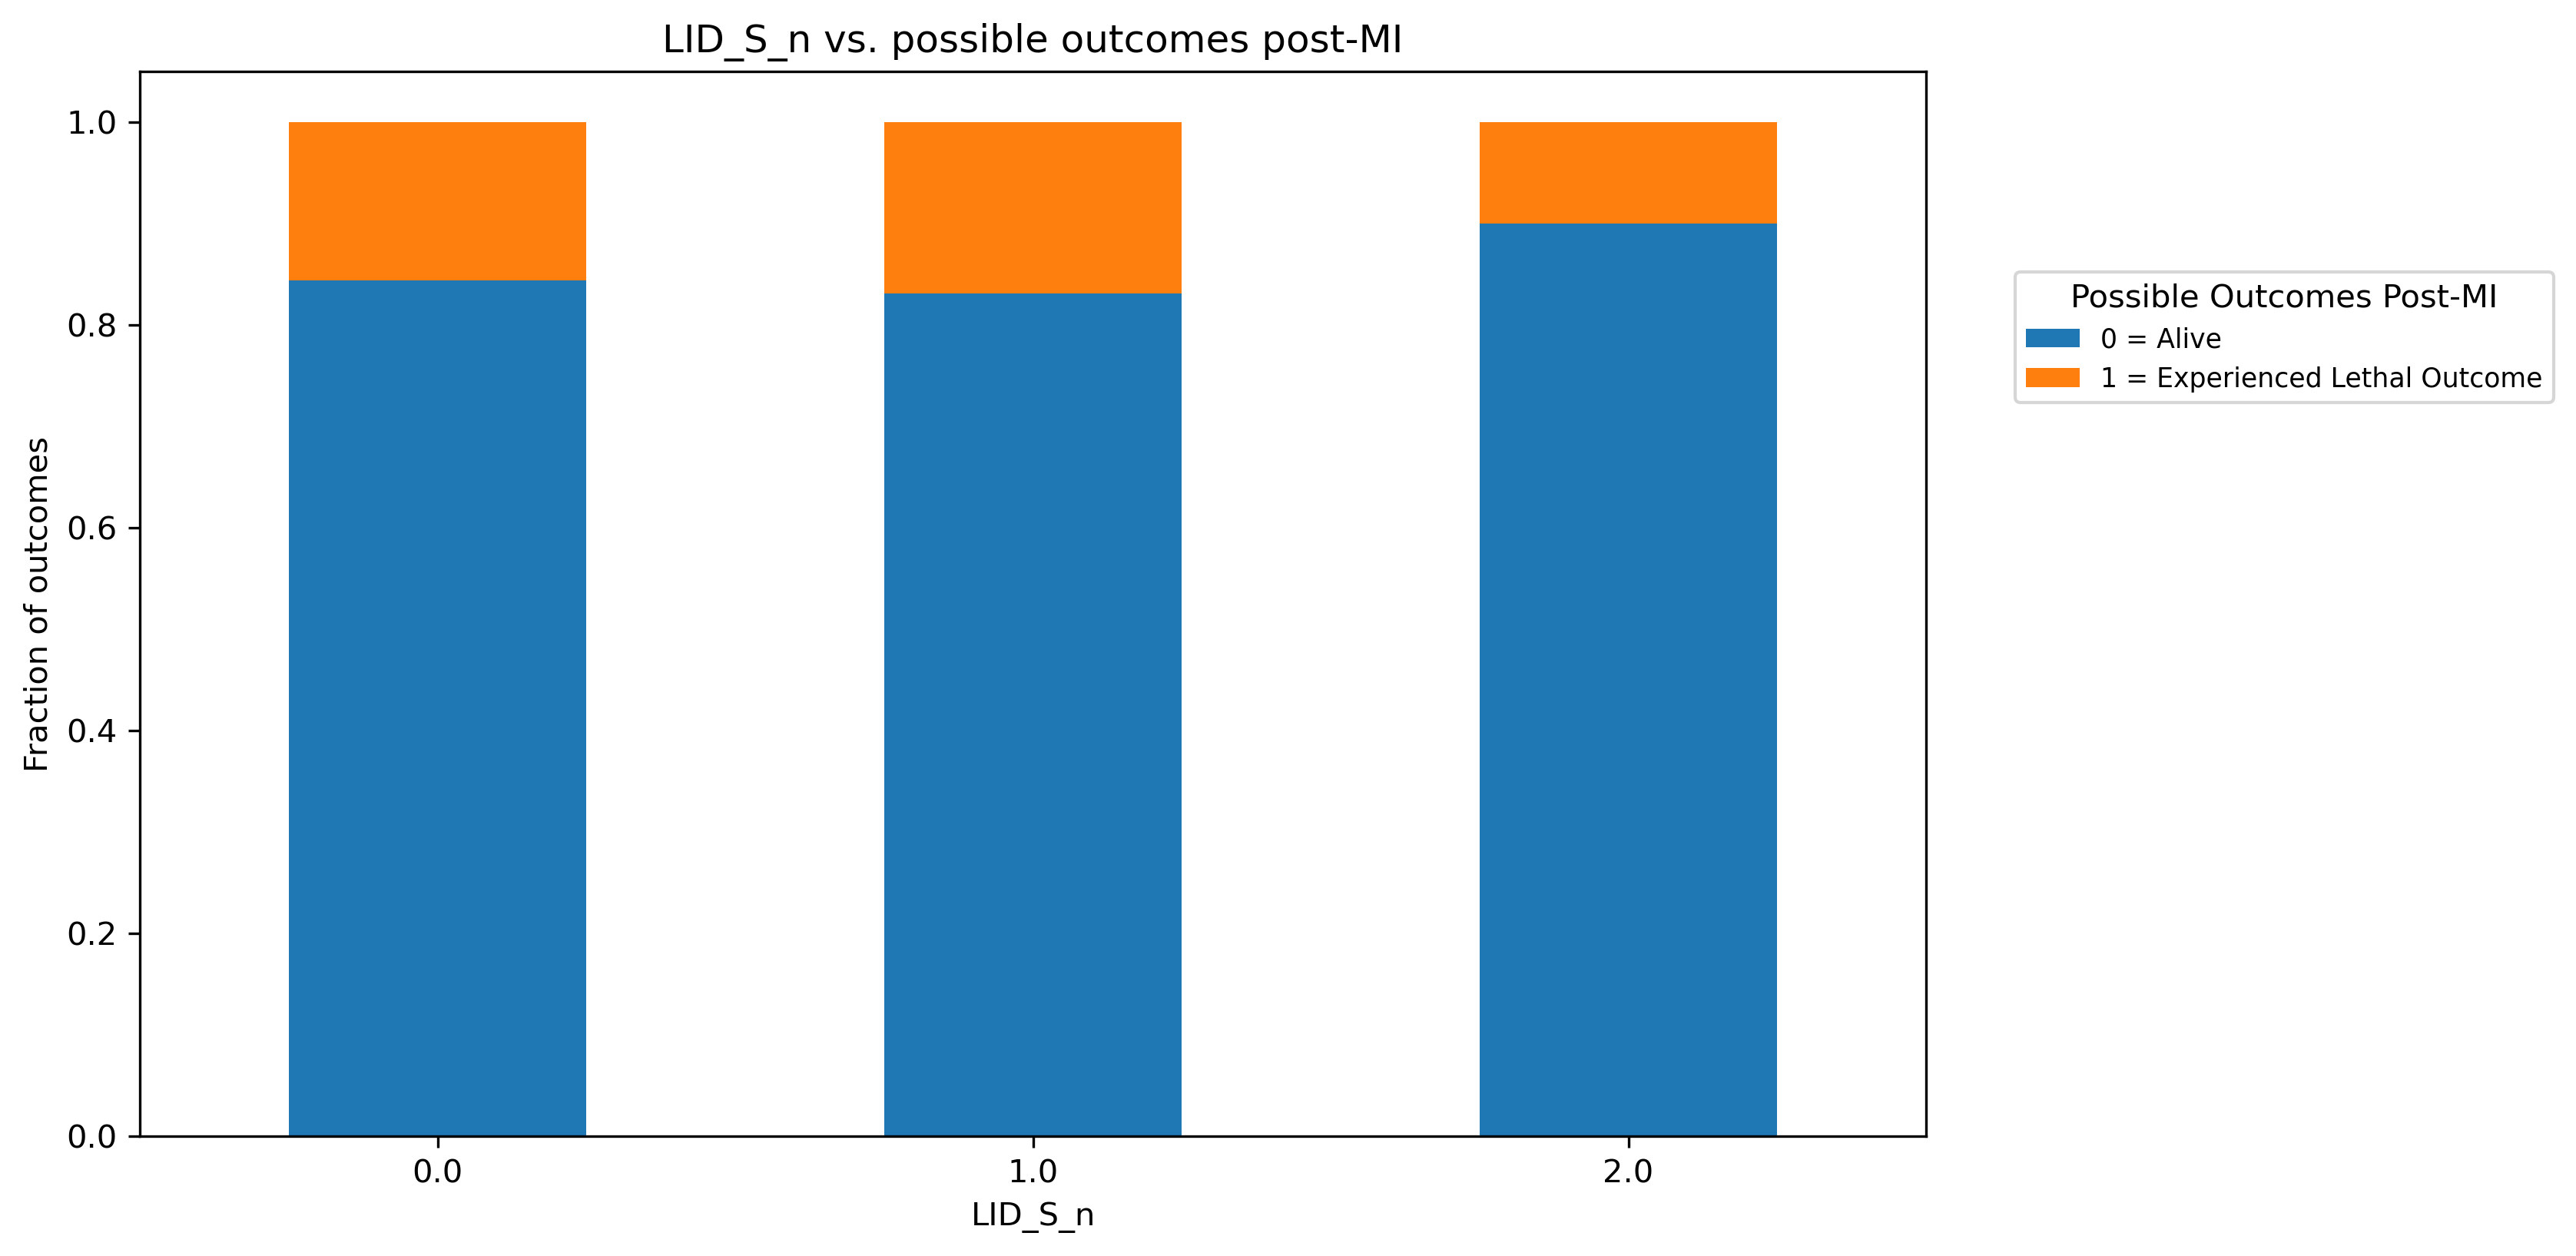 LID_S_n vs. possible outcomes post-MI
1.0
0.8
0.6
0.4
0.2
0.0
Fraction of outcomes
0.0 1.0 2.0
LID_S_n
Possible Outcomes Post-MI
0 = Alive
1 = Experienced Lethal Outcome